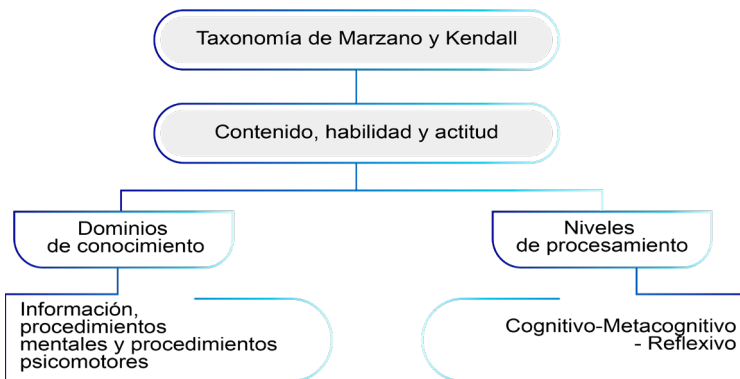 Taxonomía de Marzano y Kendall
Contenido, habilidad y actitud
Dominios
de conocimiento
Niveles
de procesamiento
Información,
procedimientos
mentales y procedimientos
psicomotores
Cognitivo-Metacognitivo
- Reflexivo